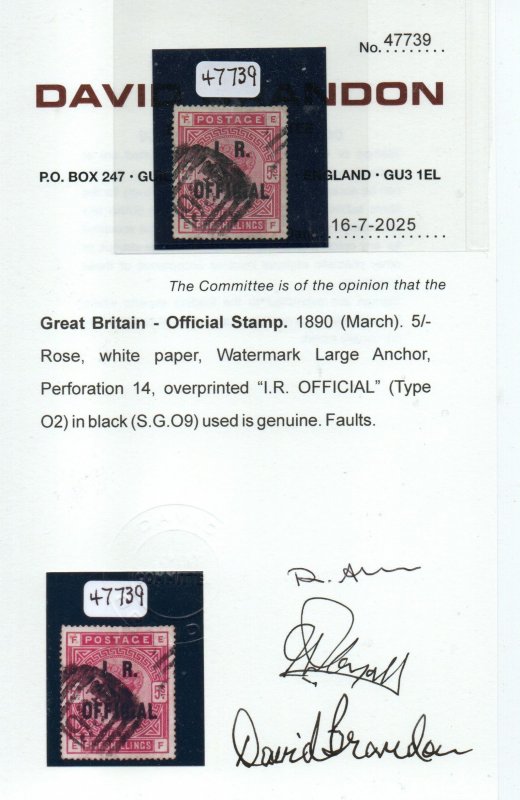 No. 47739
47739
DAVID BRANDON
POSTAGE
F E
I. R.
OFFICIAL
E F
P.O. BOX 247 · GU ENGLAND · GU3 1EL
16-7-2025
The Committee is of the opinion that the
Great Britain - Official Stamp. 1890 (March). 5/-
Rose, white paper, Watermark Large Anchor,
Perforation 14, overprinted “I.R. OFFICIAL” (Type
O2) in black (S.G.O9) used is genuine. Faults.
47739
POSTAGE
F E
I. R.
OFFICIAL
E F
David Brandon